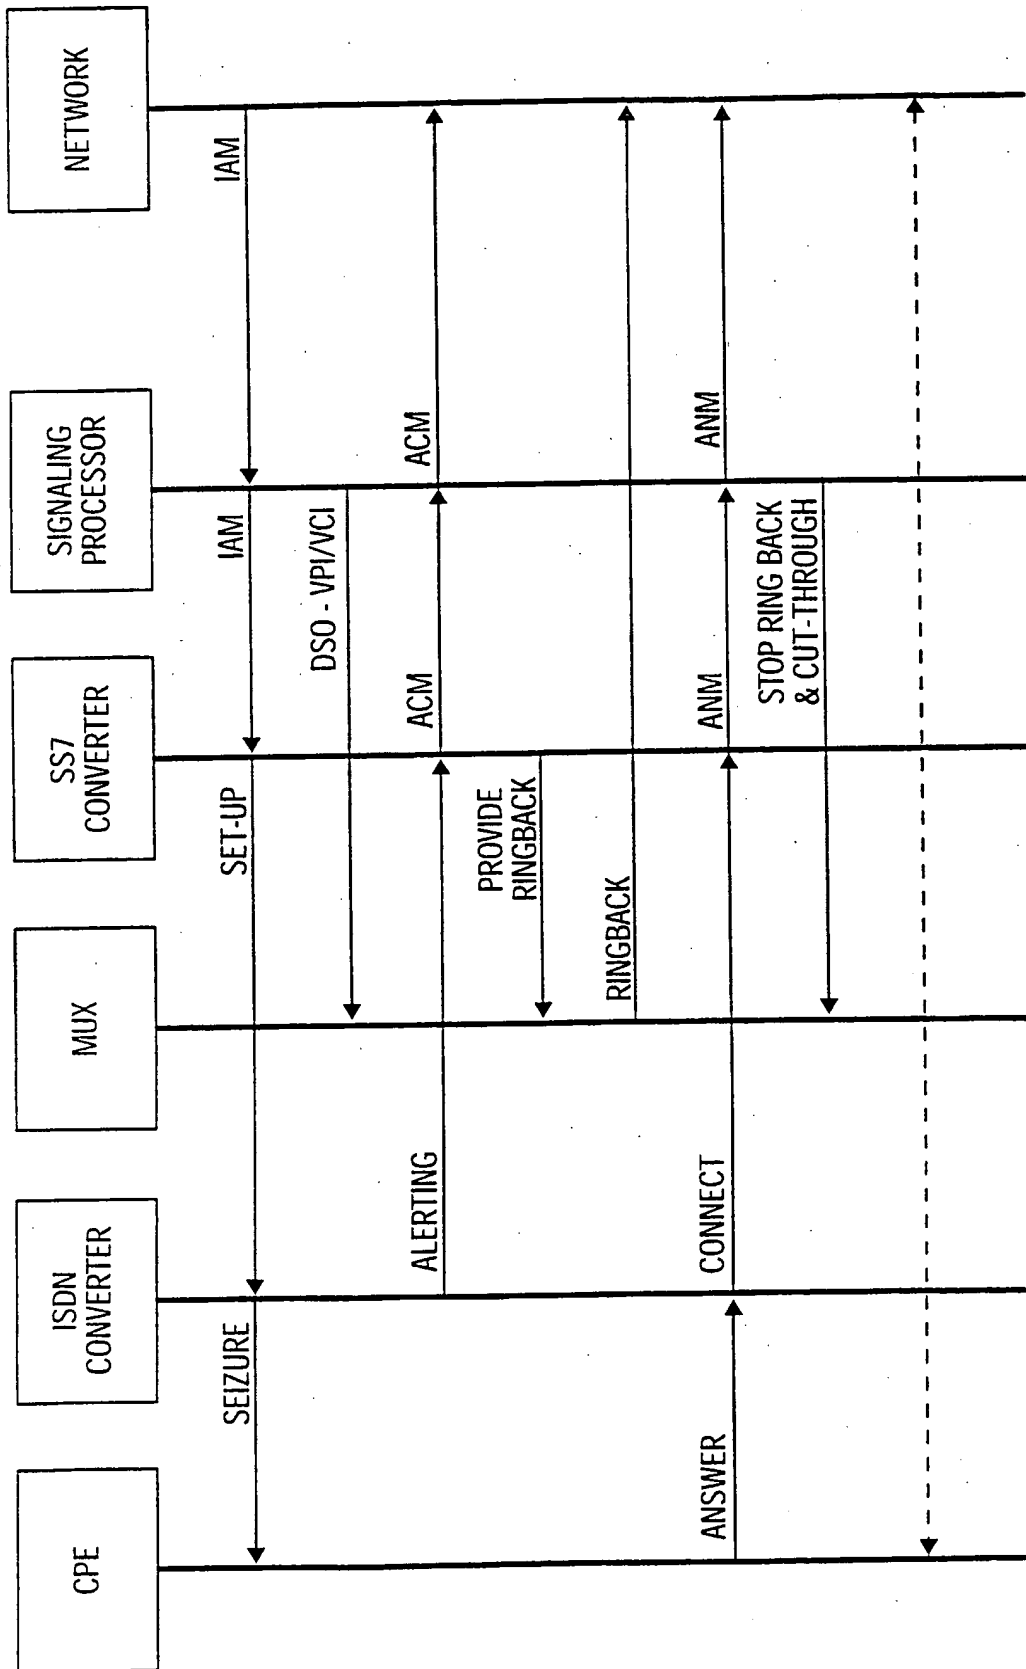 CPE
ISDN
CONVERTER
MUX
SS7
CONVERTER
SIGNALING
PROCESSOR
NETWORK
SEIZURE
SET-UP
IAM
IAM
DSO - VPI/VCI
ALERTING
ACM
ACM
PROVIDE
RINGBACK
RINGBACK
ANSWER
CONNECT
ANM
ANM
STOP RING BACK
& CUT-THROUGH